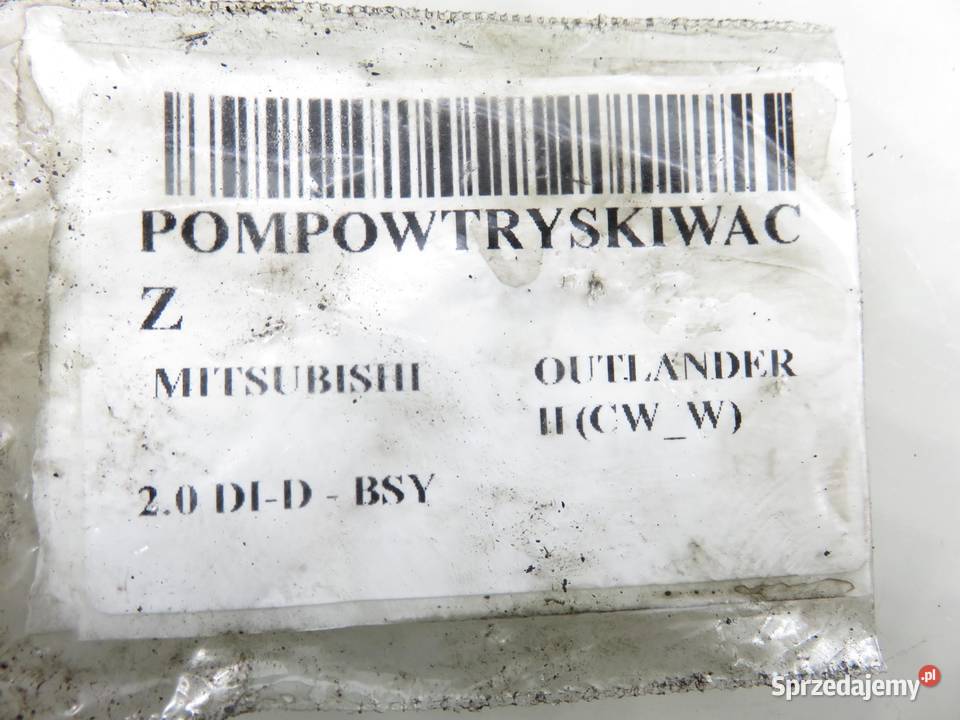 POMPOWTRYSKIWAC
Z
MITSUBISHI OUTLANDER
II (CW_W)
2.0 DI-D - BSY
Sprzedajemy.pl